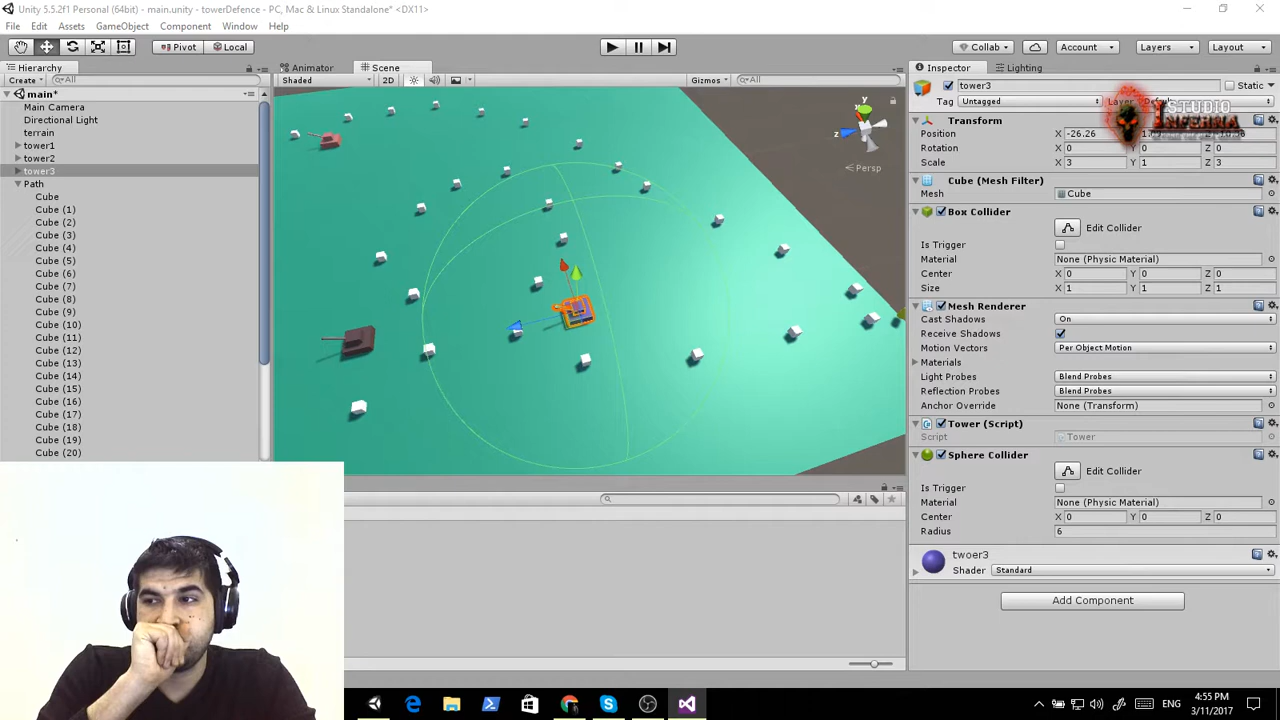 Unity 5.5.2f1 Personal (64bit) - main.unity - towerDefence - PC, Mac & Linux Standalone* <DX11>
File Edit Assets GameObject Component Window Help
Pivot Local Collab Account Layers Layout
Hierarchy Animator Scene Inspector Lighting
Create All Shaded 2D Gizmos All tower3 Static
main* Tag Untagged Layer Default
Main Camera
Directional Light
terrain
tower1
tower2
tower3
Path
Cube
Cube (1)
Cube (2)
Cube (3)
Cube (4)
Cube (5)
Cube (6)
Cube (7)
Cube (8)
Cube (9)
Cube (10)
Cube (11)
Cube (12)
Cube (13)
Cube (14)
Cube (15)
Cube (16)
Cube (17)
Cube (18)
Cube (19)
Cube (20)
y
x
z
Persp
STUDIO
INFERNA
Transform
Position X -26.26 Y Z
Rotation X 0 Y 0 Z 0
Scale X 3 Y 1 Z 3
Cube (Mesh Filter)
Mesh Cube
Box Collider
Edit Collider
Is Trigger
Material None (Physic Material)
Center X 0 Y 0 Z 0
Size X 1 Y 1 Z 1
Mesh Renderer
Cast Shadows On
Receive Shadows
Motion Vectors Per Object Motion
Materials
Light Probes Blend Probes
Reflection Probes Blend Probes
Anchor Override None (Transform)
Tower (Script)
Script Tower
Sphere Collider
Edit Collider
Is Trigger
Material None (Physic Material)
Center X 0 Y 0 Z 0
Radius 6
twoer3
Shader Standard
Add Component
ENG
4:55 PM
3/11/2017